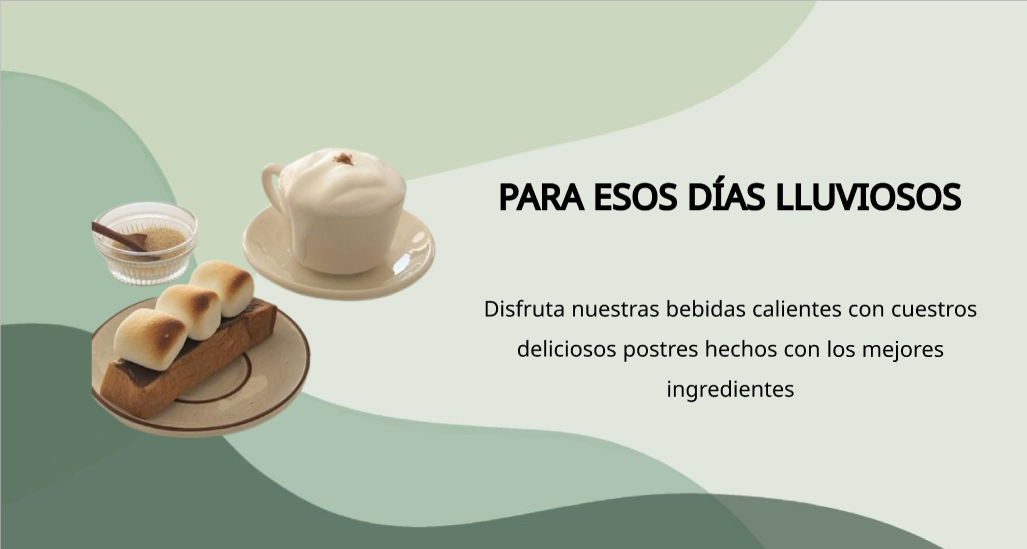 PARA ESOS DÍAS LLUVIOSOS
Disfruta nuestras bebidas calientes con cuestros
deliciosos postres hechos con los mejores
ingredientes